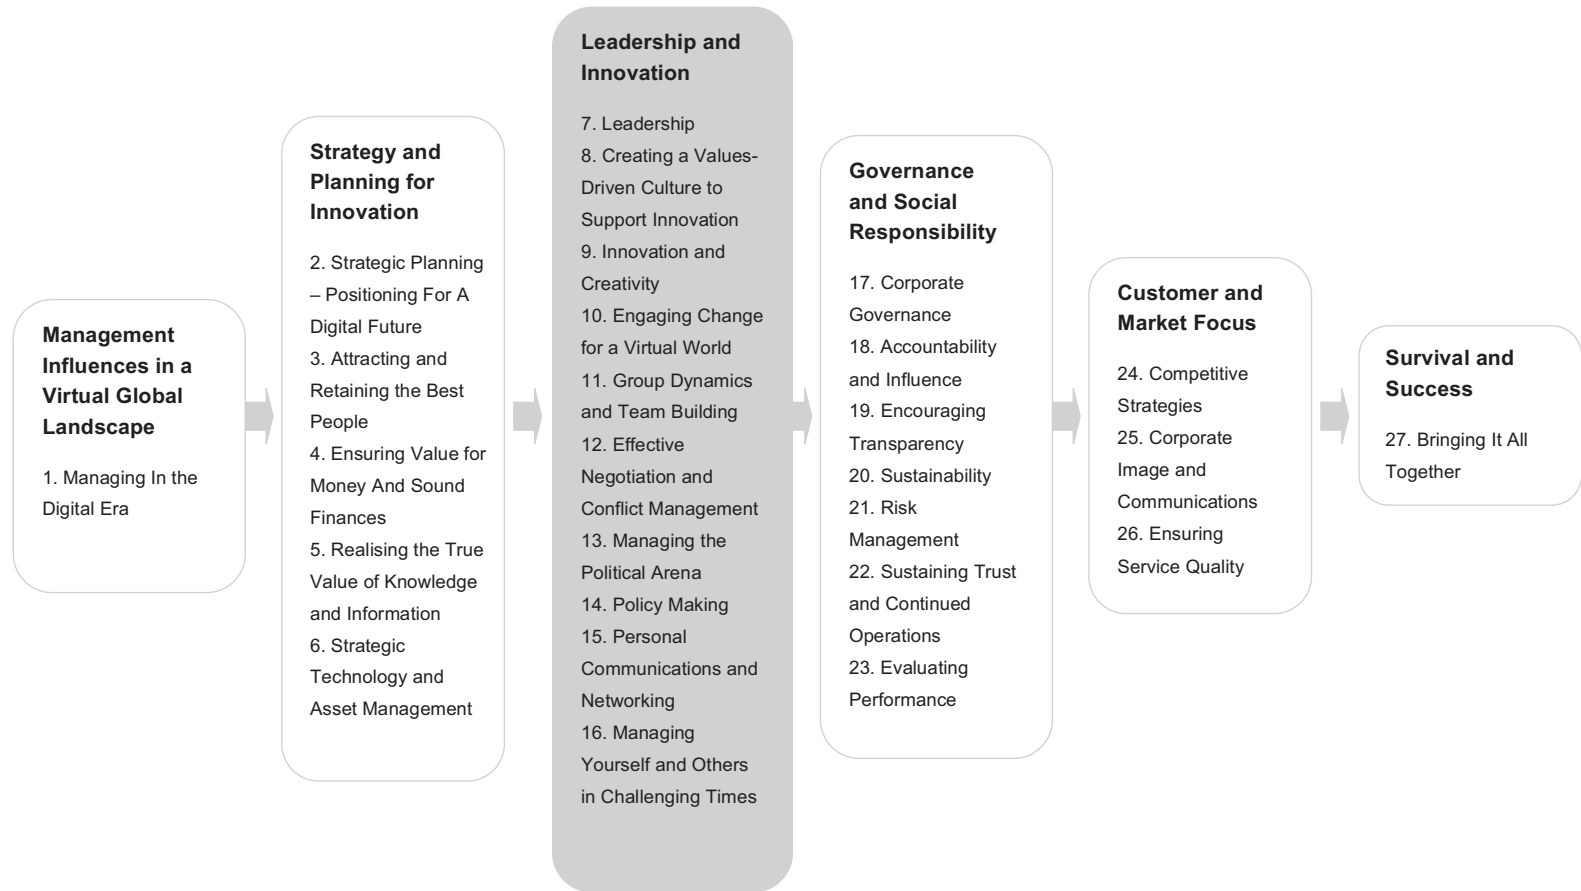 Management
Influences in a
Virtual Global
Landscape
1. Managing In the
Digital Era
Strategy and
Planning for
Innovation
2. Strategic Planning
– Positioning For A
Digital Future
3. Attracting and
Retaining the Best
People
4. Ensuring Value for
Money And Sound
Finances
5. Realising the True
Value of Knowledge
and Information
6. Strategic
Technology and
Asset Management
Leadership and
Innovation
7. Leadership
8. Creating a Values-
Driven Culture to
Support Innovation
9. Innovation and
Creativity
10. Engaging Change
for a Virtual World
11. Group Dynamics
and Team Building
12. Effective
Negotiation and
Conflict Management
13. Managing the
Political Arena
14. Policy Making
15. Personal
Communications and
Networking
16. Managing
Yourself and Others
in Challenging Times
Governance
and Social
Responsibility
17. Corporate
Governance
18. Accountability
and Influence
19. Encouraging
Transparency
20. Sustainability
21. Risk
Management
22. Sustaining Trust
and Continued
Operations
23. Evaluating
Performance
Customer and
Market Focus
24. Competitive
Strategies
25. Corporate
Image and
Communications
26. Ensuring
Service Quality
Survival and
Success
27. Bringing It All
Together